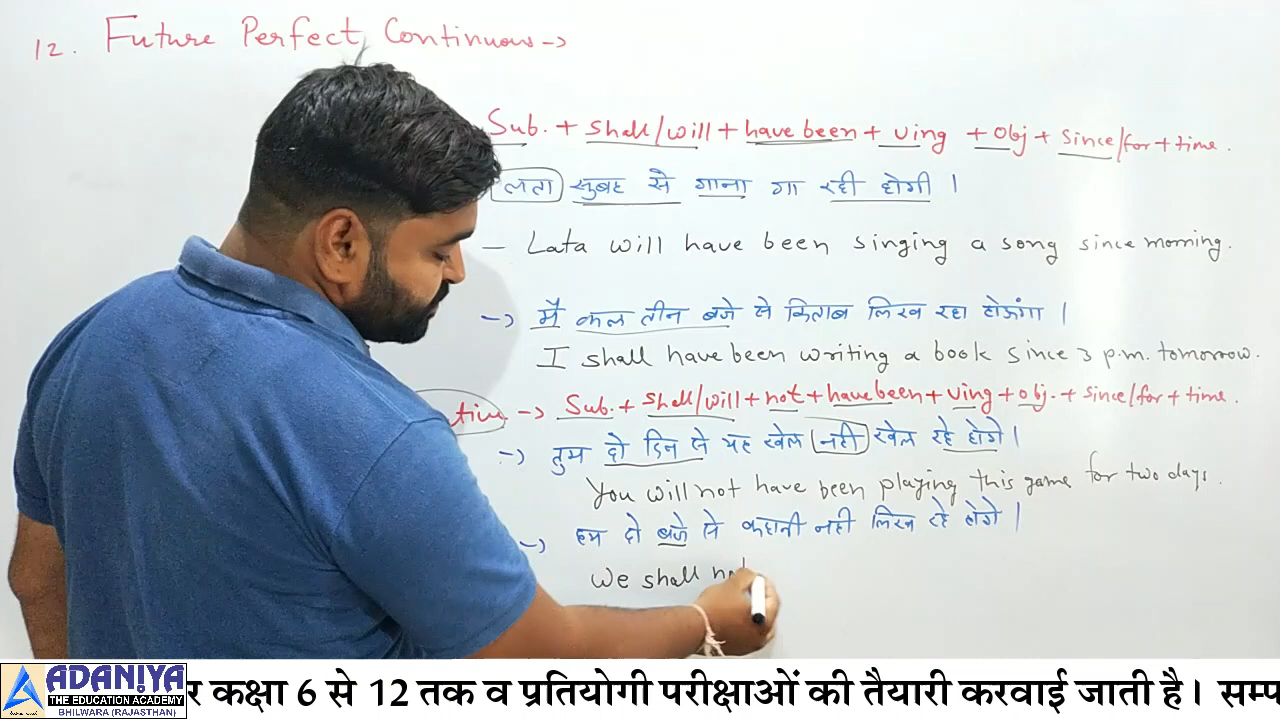 12. Future Perfect Continuous →
Sub. + shall/will + have been + ving + obj + since/for + time.
लता सुबह से गाना गा रही होगी ।
— Lata will have been singing a song since morning.
→ मैं कल तीन बजे से किताब लिख रहा होऊंगा ।
I shall have been writing a book since 3 p.m. tomorrow.
tive → Sub. + shall/will + not + have been + ving + obj. + since/for + time.
→ तुम दो दिन से यह खेल नही खेल रहे होगे ।
You will not have been playing this game for two days.
→ हम दो बजे से कहानी नही लिख रहे होगे ।
We shall not
ADANIYA
THE EDUCATION ACADEMY
BHILWARA (RAJASTHAN)
र कक्षा 6 से 12 तक व प्रतियोगी परीक्षाओं की तैयारी करवाई जाती है। सम्प